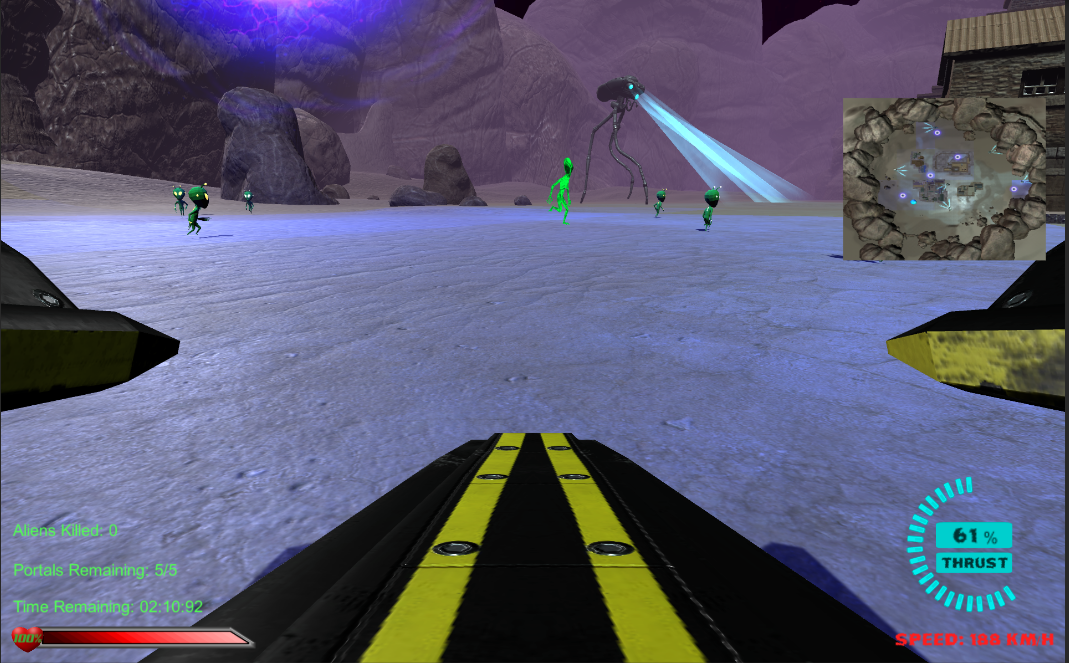 Aliens Killed: 0
Portals Remaining: 5/5
Time Remaining: 02:10:92
100%
61 %
THRUST
SPEED: 188 KM H